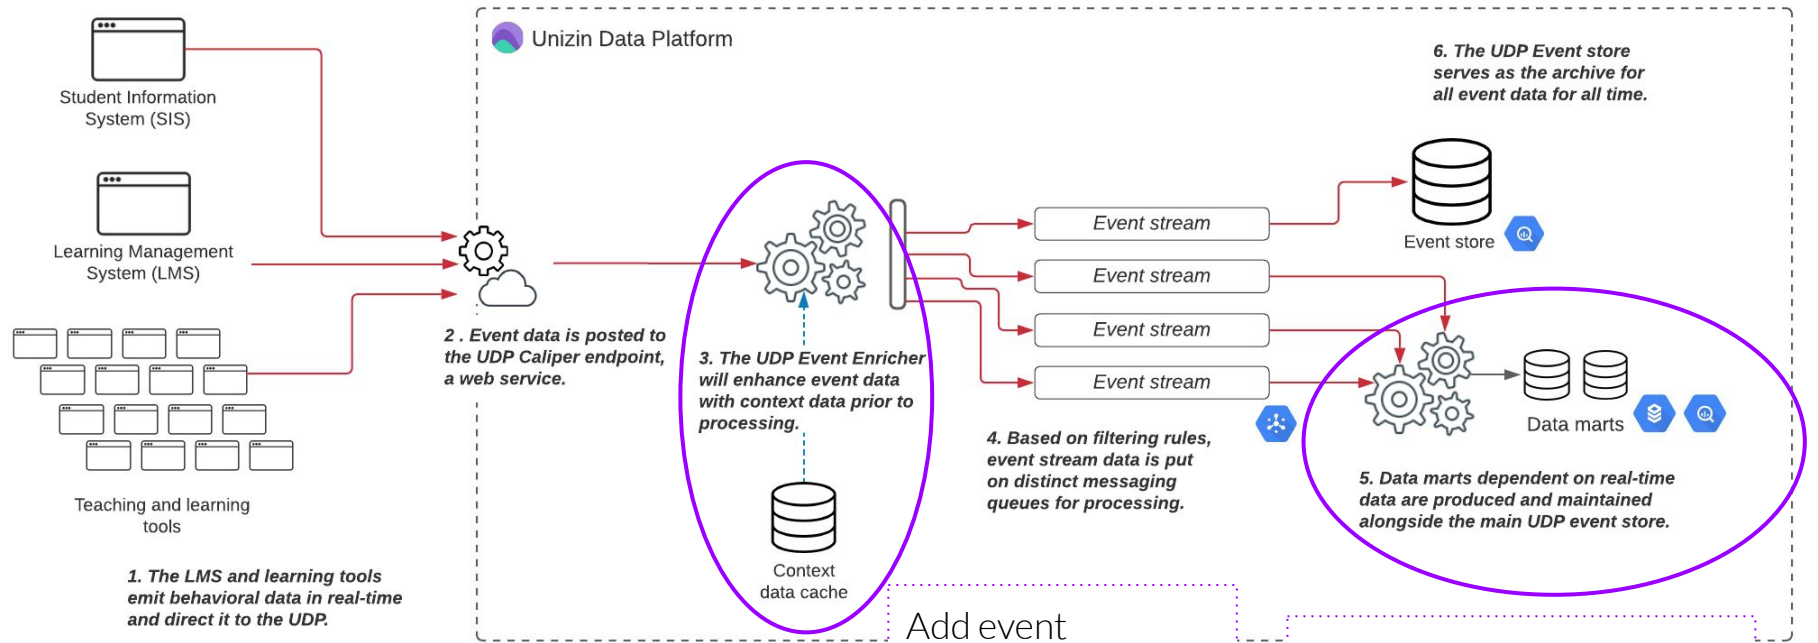 Unizin Data Platform
Student Information
System (SIS)
Learning Management
System (LMS)
Teaching and learning
tools
1. The LMS and learning tools
emit behavioral data in real-time
and direct it to the UDP.
2 . Event data is posted to
the UDP Caliper endpoint,
a web service.
3. The UDP Event Enricher
will enhance event data
with context data prior to
processing.
Context
data cache
Event stream
Event stream
Event stream
Event stream
4. Based on filtering rules,
event stream data is put
on distinct messaging
queues for processing.
6. The UDP Event store
serves as the archive for
all event data for all time.
Event store
Data marts
5. Data marts dependent on real-time
data are produced and maintained
alongside the main UDP event store.
Add event